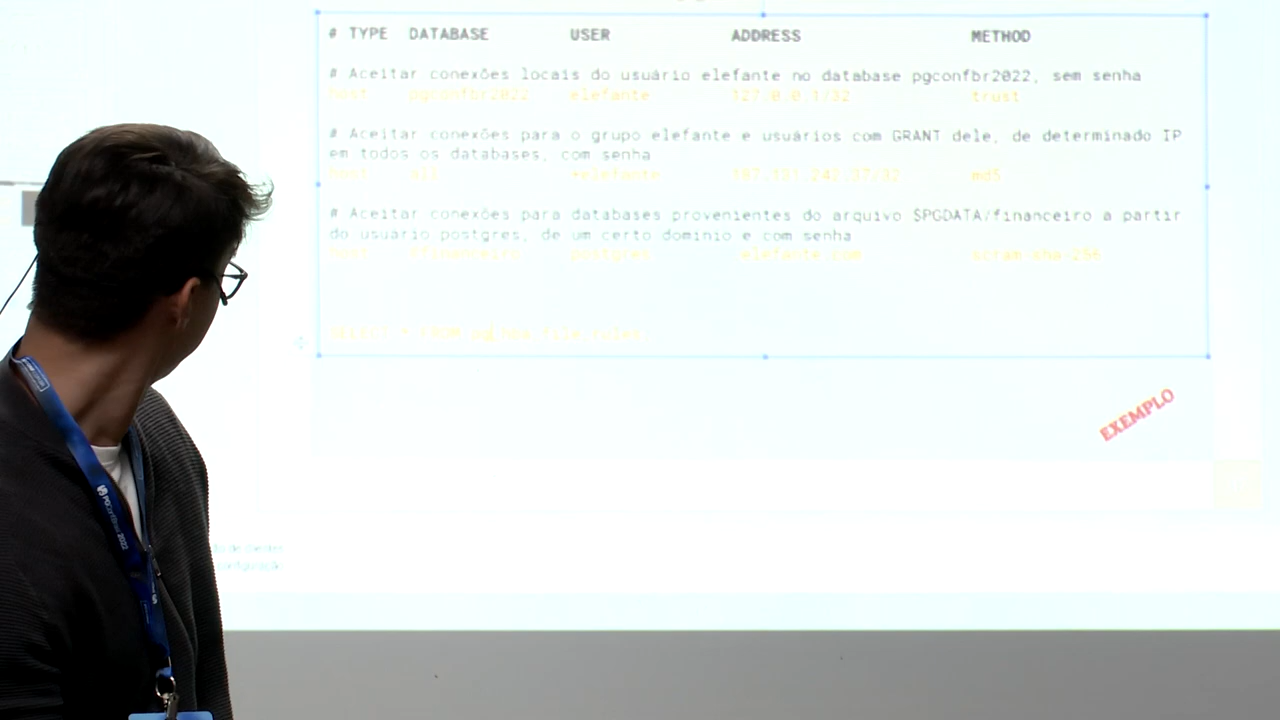 # TYPE DATABASE USER ADDRESS METHOD
# Aceitar conexões locais do usuário elefante no database pgconfbr2022, sem senha
host pgconfbr2022 elefante 127.0.0.1/32 trust
# Aceitar conexões para o grupo elefante e usuários com GRANT dele, de determinado IP
em todos os databases, com senha
host all +elefante md5
# Aceitar conexões para databases provenientes do arquivo $PGDATA/financeiro a partir
do usuário postgres, de um certo domínio e com senha
host postgres elefante.com scram-sha-256
SELECT * FROM pg_hba_file_rules;
EXEMPLO